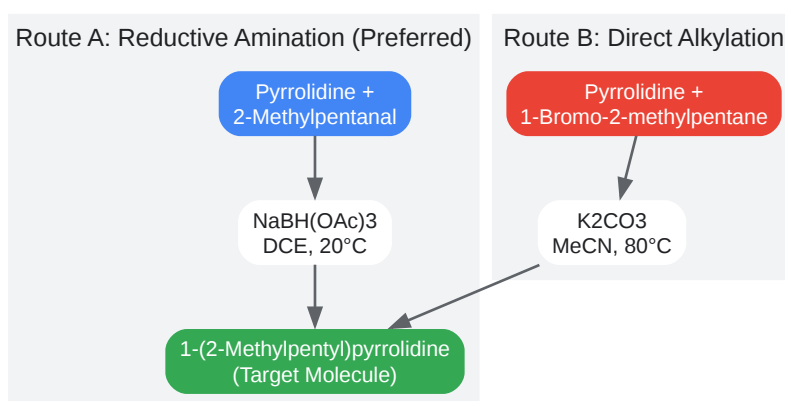 Route A: Reductive Amination (Preferred)
Pyrrolidine +
2-Methylpentanal
NaBH(OAc)3
DCE, 20°C
1-(2-Methylpentyl)pyrrolidine
(Target Molecule)
Route B: Direct Alkylation
Pyrrolidine +
1-Bromo-2-methylpentane
K2CO3
MeCN, 80°C